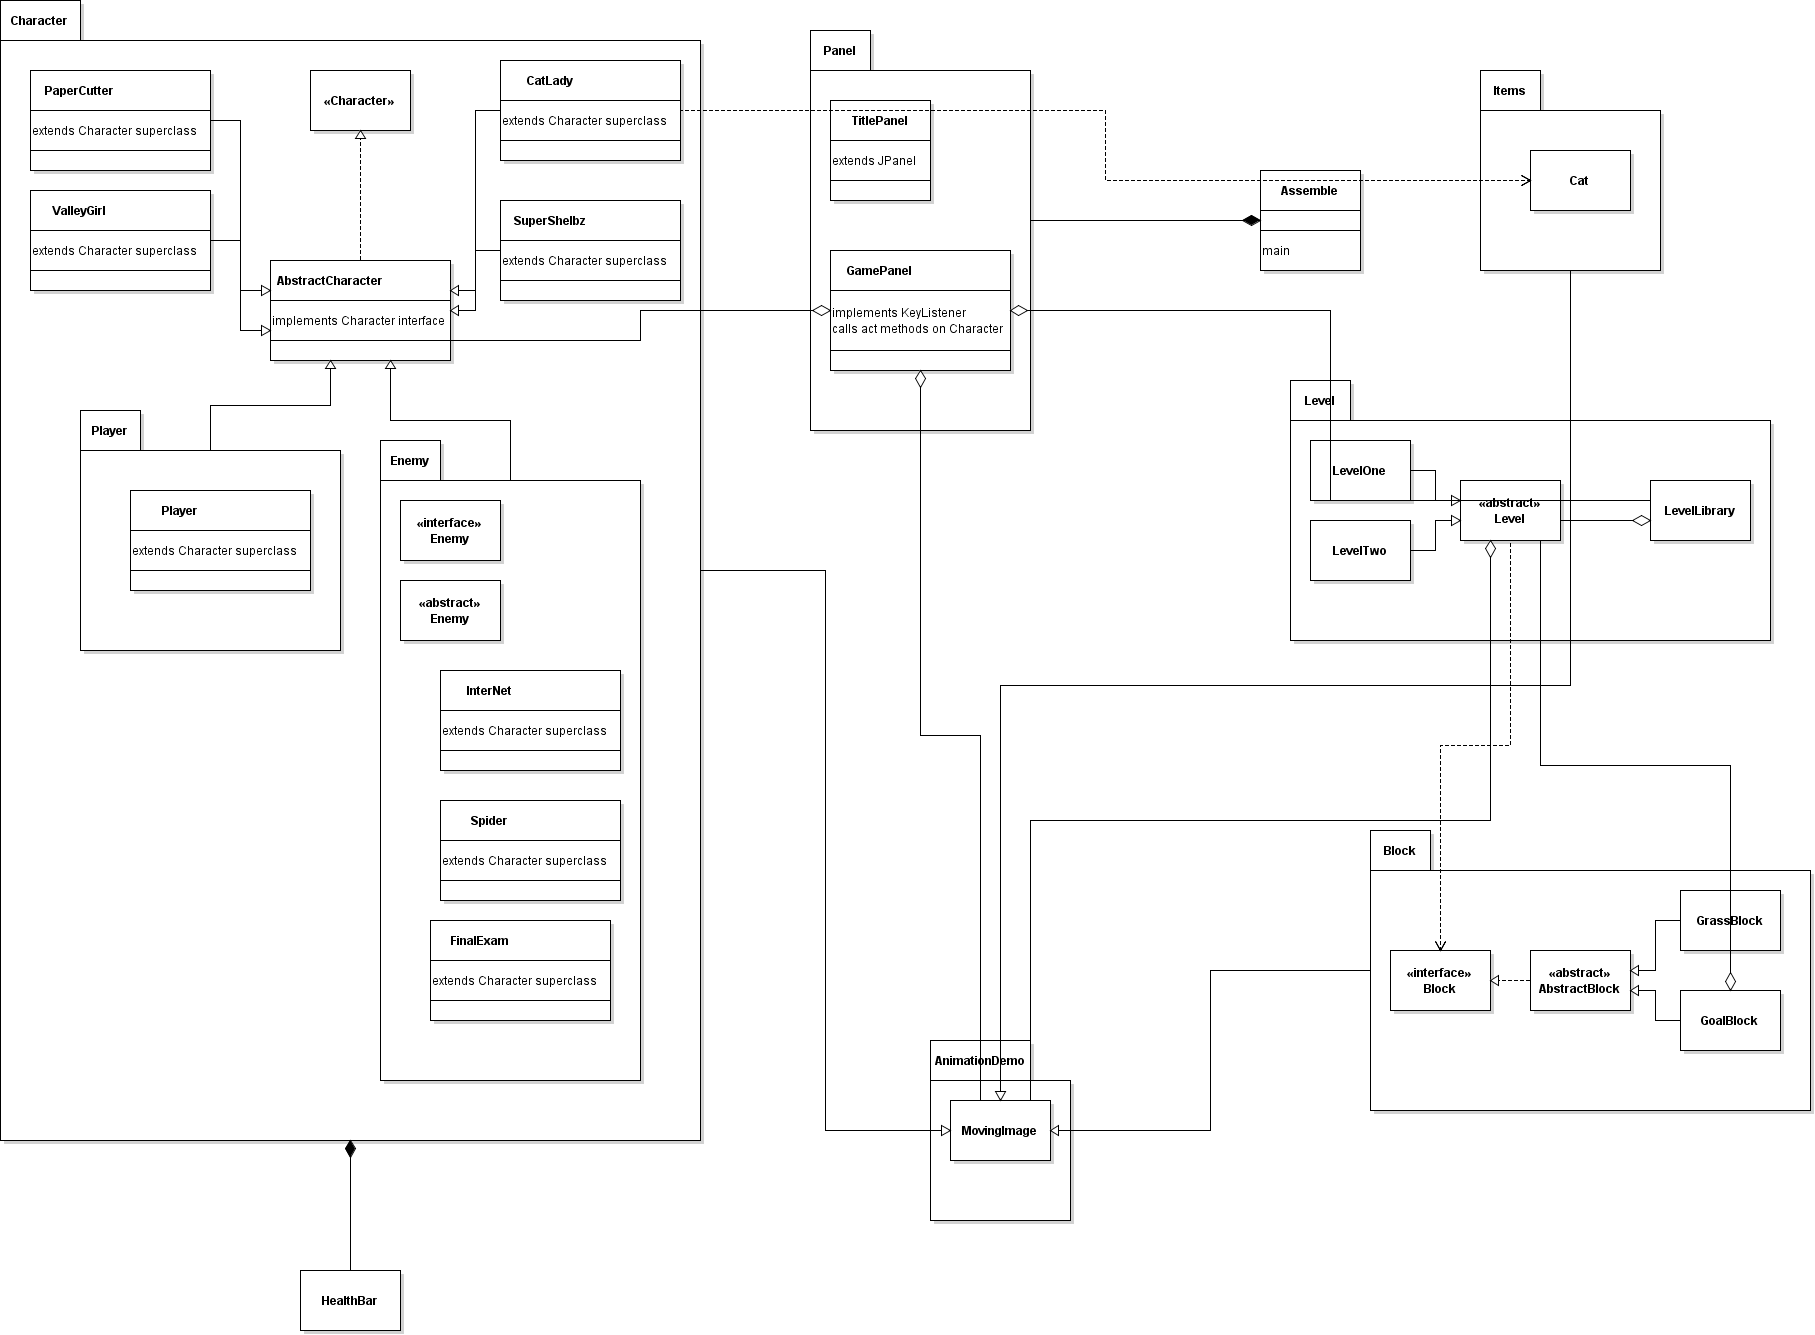 Character
PaperCutter
extends Character superclass
ValleyGirl
extends Character superclass
«Character»
CatLady
extends Character superclass
SuperShelbz
extends Character superclass
AbstractCharacter
implements Character interface
Player
Player
extends Character superclass
Enemy
«interface»
Enemy
«abstract»
Enemy
InterNet
extends Character superclass
Spider
extends Character superclass
FinalExam
extends Character superclass
HealthBar
Panel
TitlePanel
extends JPanel
GamePanel
implements KeyListener
calls act methods on Character
Assemble
main
Items
Cat
Level
LevelOne
LevelTwo
«abstract»
Level
LevelLibrary
Block
«interface»
Block
«abstract»
AbstractBlock
GrassBlock
GoalBlock
AnimationDemo
MovingImage